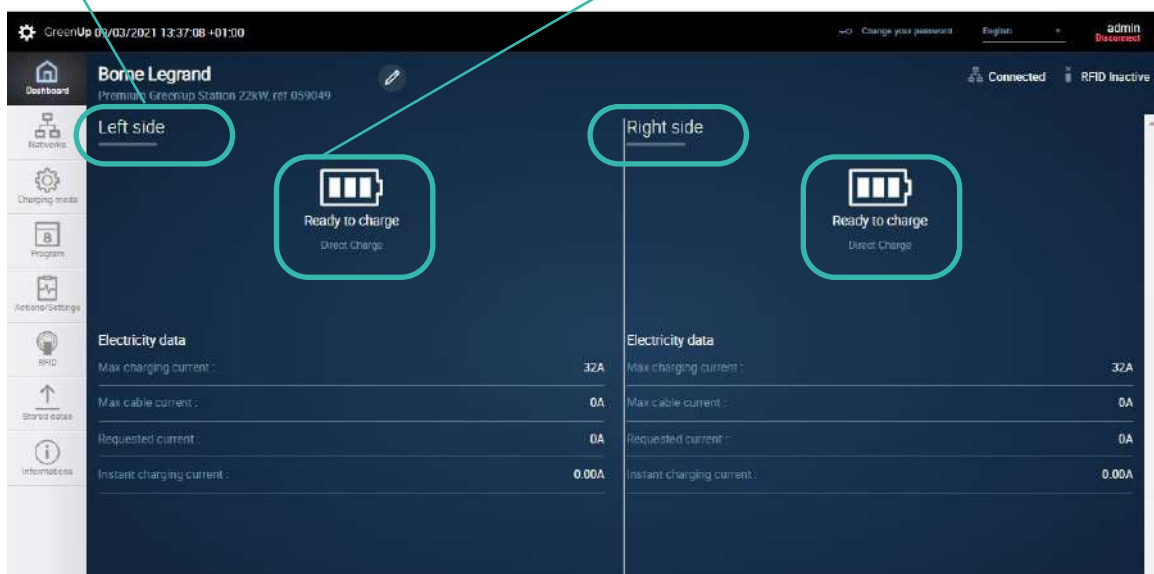 GreenUp 09/03/2021 13:37:08 +01:00
Change your password
English
admin
Disconnect
Dashboard
Borne Legrand
Premium Green'up Station 22kW, ref.059049
Connected
RFID Inactive
Networks
Charging mode
8
Program
Actions/Settings
RFID
Stored dates
Informations
Left side
Ready to charge
Direct Charge
Electricity data
Max charging current : 32A
Max cable current : 0A
Requested current : 0A
Instant charging current : 0.00A
Right side
Ready to charge
Direct Charge
Electricity data
Max charging current : 32A
Max cable current : 0A
Requested current : 0A
Instant charging current : 0.00A